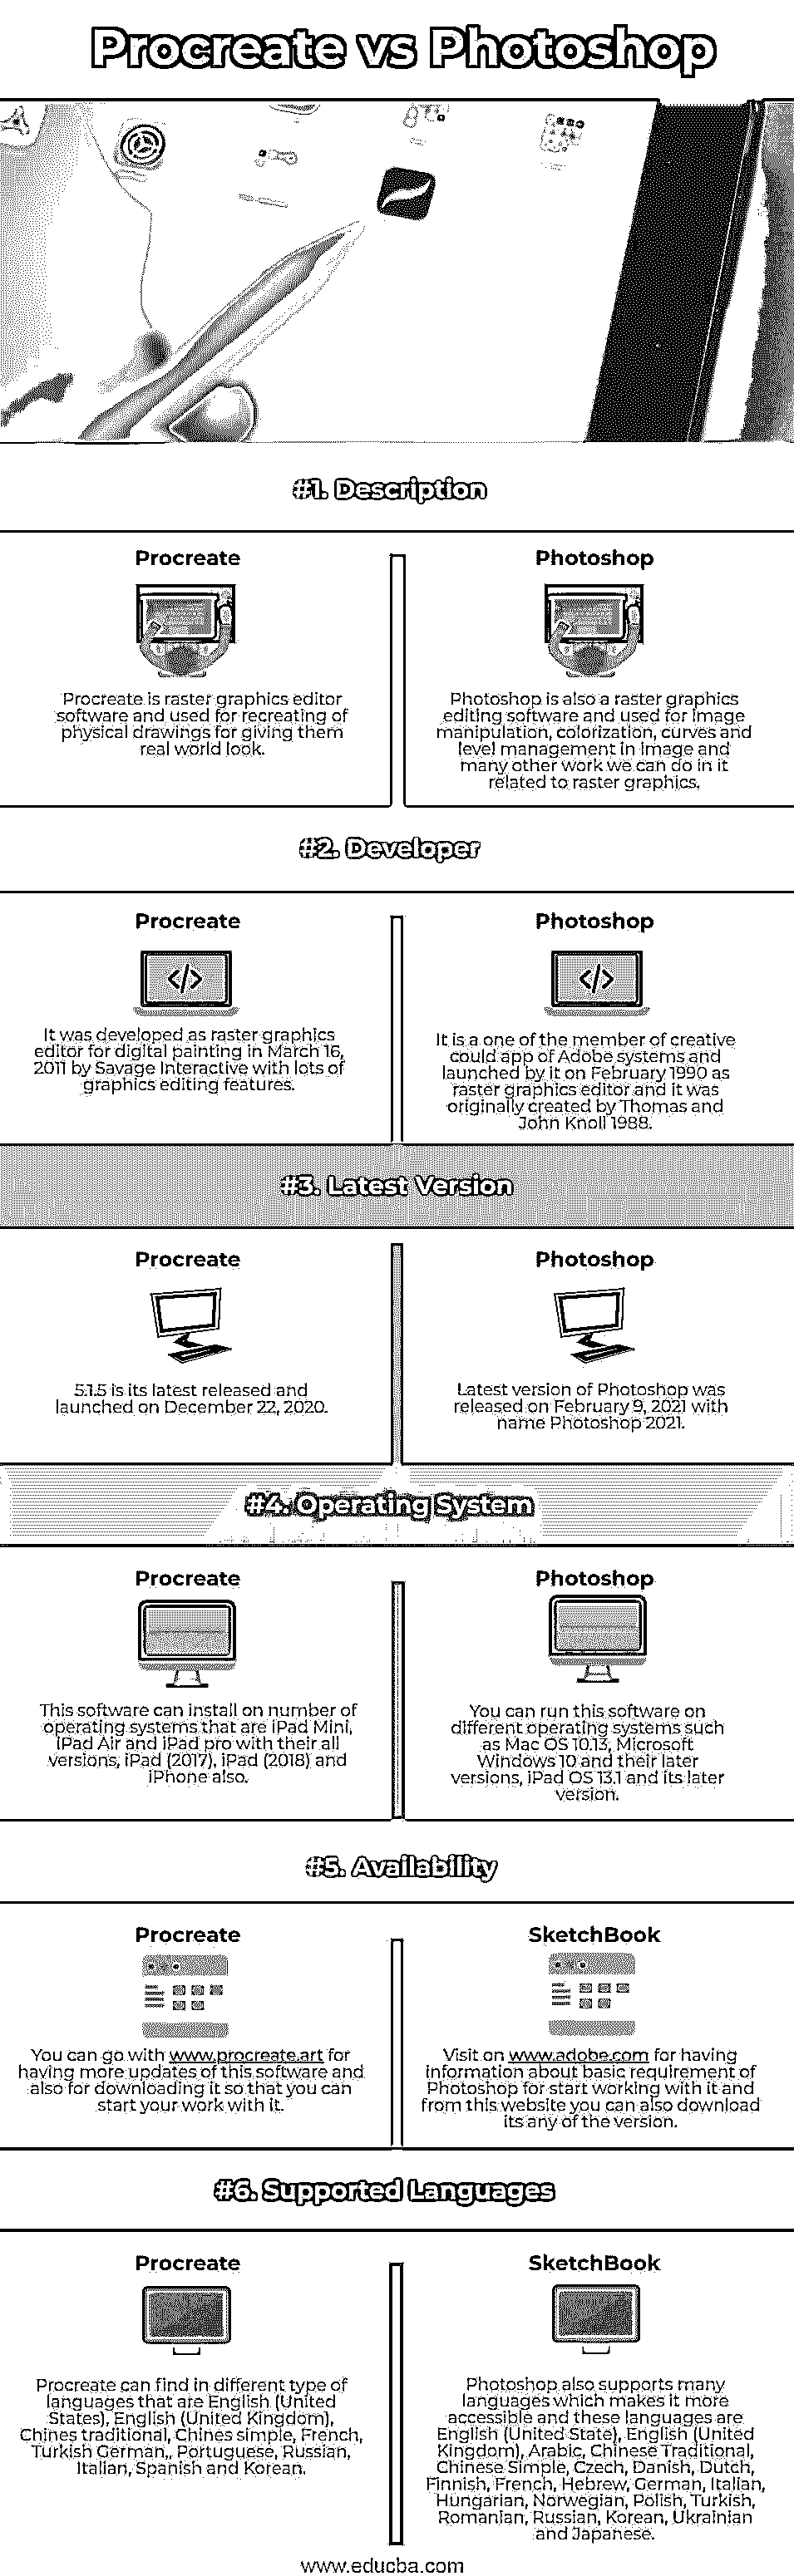 Procreate vs Photoshop
#1. Description
Procreate
Procreate is raster graphics editor
software and used for recreating of
physical drawings for giving them
real world look.
Photoshop
Photoshop is also a raster graphics
editing software and used for image
manipulation, colorization, curves and
level management in image and
many other work we can do in it
related to raster graphics.
#2. Developer
Procreate
It was developed as raster graphics
editor for digital painting in March 16,
2011 by Savage Interactive with lots of
graphics editing features.
Photoshop
It is a one of the member of creative
could app of Adobe systems and
launched by it on February 1990 as
raster graphics editor and it was
originally created by Thomas and
John Knoll 1988.
#3. Latest Version
Procreate
5.1.5 is its latest released and
launched on December 22, 2020.
Photoshop
Latest version of Photoshop was
released on February 9, 2021 with
name Photoshop 2021.
#4. Operating System
Procreate
This software can install on number of
operating systems that are iPad Mini,
iPad Air and iPad pro with their all
versions, iPad (2017), iPad (2018) and
iPhone also.
Photoshop
You can run this software on
different operating systems such
as Mac OS 10.13, Microsoft
Windows 10 and their later
versions, iPad OS 13.1 and its later
version.
#5. Availability
Procreate
You can go with www.procreate.art for
having more updates of this software and
also for downloading it so that you can
start your work with it.
SketchBook
Visit on www.adobe.com for having
information about basic requirement of
Photoshop for start working with it and
from this website you can also download
its any of the version.
#6. Supported Languages
Procreate
Procreate can find in different type of
languages that are English (United
States), English (United Kingdom),
Chines traditional, Chines simple, French,
Turkish German,, Portuguese, Russian,
Italian, Spanish and Korean.
SketchBook
Photoshop also supports many
languages which makes it more
accessible and these languages are
English (United State), English (United
Kingdom), Arabic, Chinese Traditional,
Chinese Simple, Czech, Danish, Dutch,
Finnish, French, Hebrew, German, Italian,
Hungarian, Norwegian, Polish, Turkish,
Romanian, Russian, Korean, Ukrainian
and Japanese.
www.educba.com